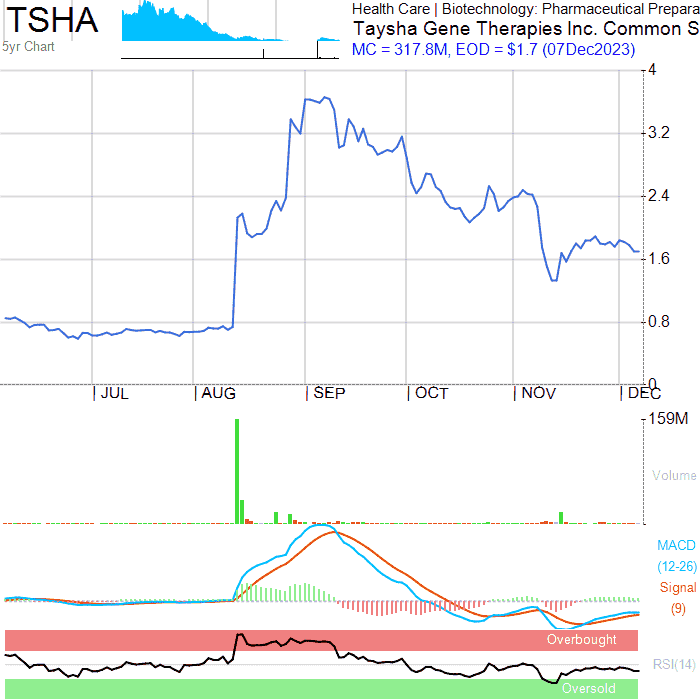 TSHA
5yr Chart
Health Care | Biotechnology: Pharmaceutical Prepara
Taysha Gene Therapies Inc. Common S
MC = 317.8M, EOD = $1.7 (07Dec2023)
4
3.2
2.4
1.6
0.8
0
JUL
AUG
SEP
OCT
NOV
DEC
159M
Volume
MACD
(12-26)
Signal
(9)
Overbought
RSI(14)
Oversold